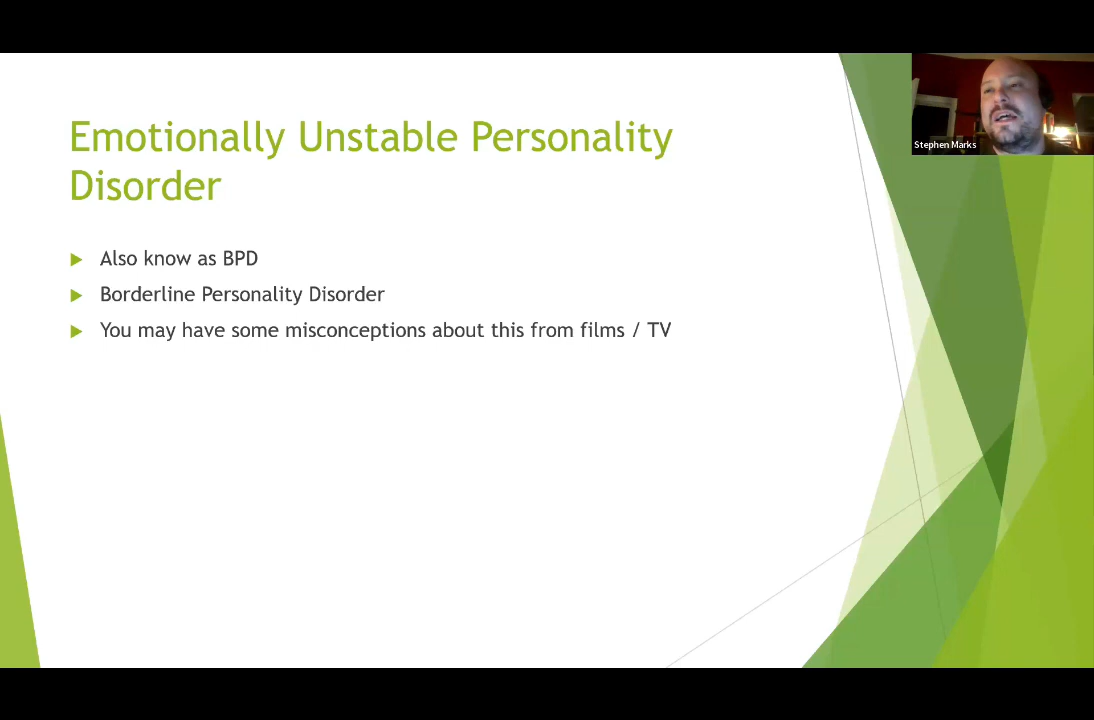 Emotionally Unstable Personality
Disorder
Also know as BPD
Borderline Personality Disorder
You may have some misconceptions about this from films / TV
Stephen Marks